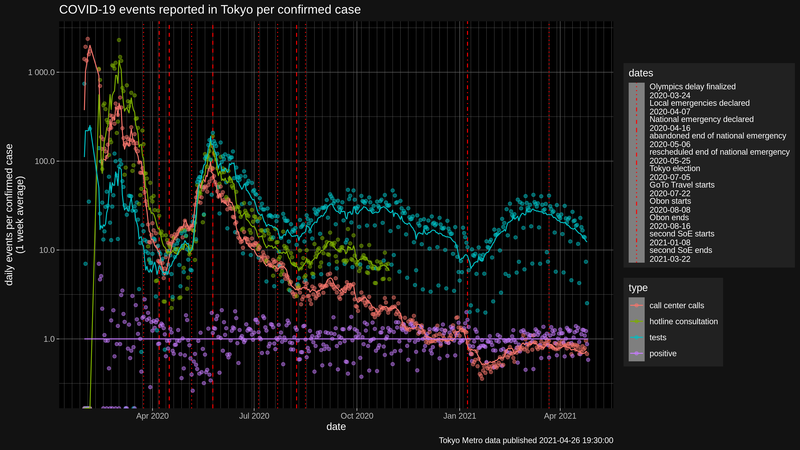 COVID-19 events reported in Tokyo per confirmed case
daily events per confirmed case
(1 week average)
1 000.0
100.0
10.0
1.0
Apr 2020
Jul 2020
Oct 2020
Jan 2021
Apr 2021
date
Tokyo Metro data published 2021-04-26 19:30:00
dates
Olympics delay finalized
2020-03-24
Local emergencies declared
2020-04-07
National emergency declared
2020-04-16
abandoned end of national emergency
2020-05-06
rescheduled end of national emergency
2020-05-25
Tokyo election
2020-07-05
GoTo Travel starts
2020-07-22
Obon starts
2020-08-08
Obon ends
2020-08-16
second SoE starts
2021-01-08
second SoE ends
2021-03-22
type
call center calls
hotline consultation
tests
positive